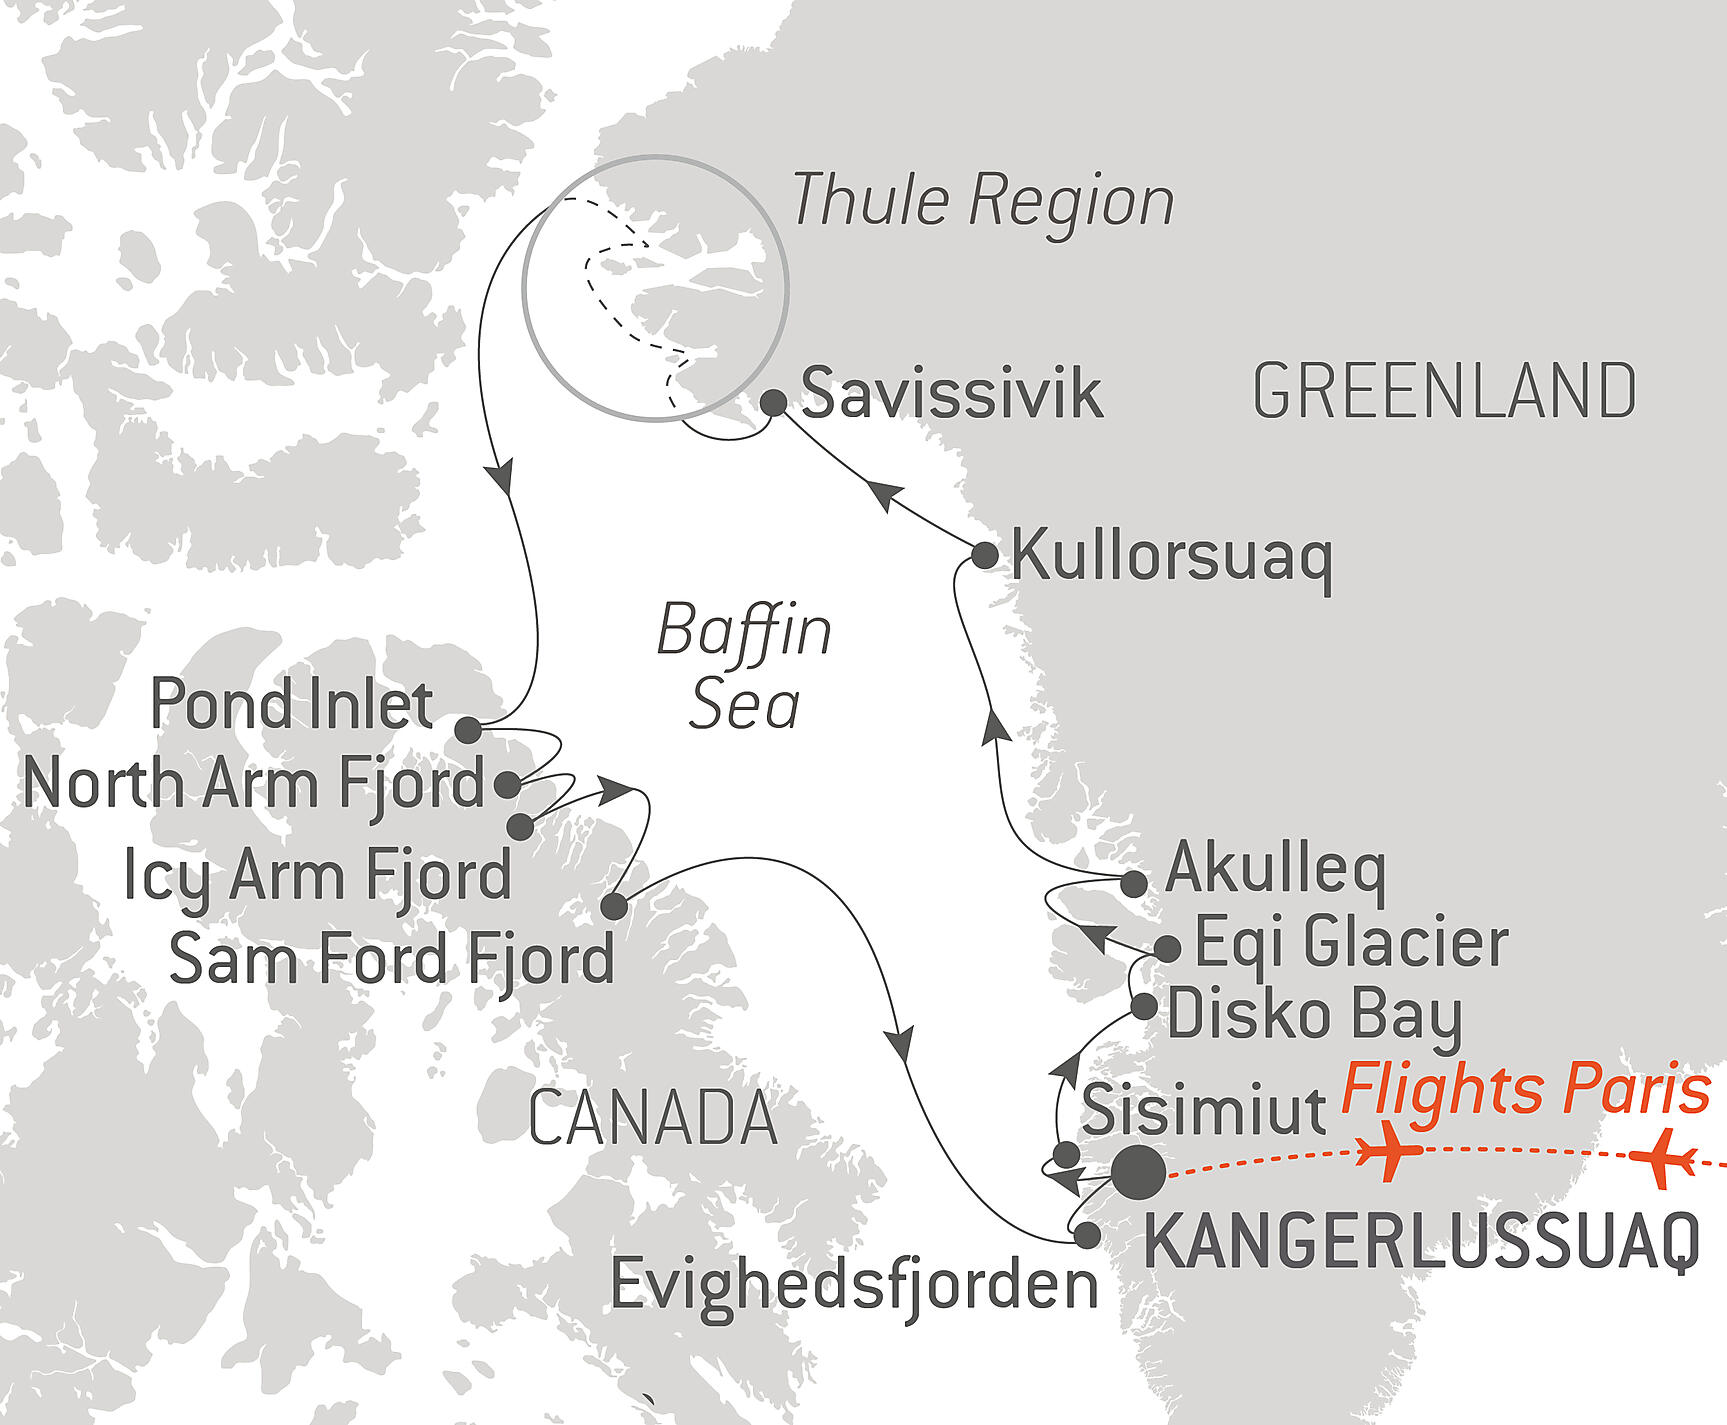 Thule Region
Savissivik
GREENLAND
Kullorsuaq
Baffin
Sea
Pond Inlet
North Arm Fjord
Icy Arm Fjord
Sam Ford Fjord
Akulleq
Eqi Glacier
Disko Bay
Sisimiut
Flights Paris
CANADA
KANGERLUSSUAQ
Evighedsfjorden